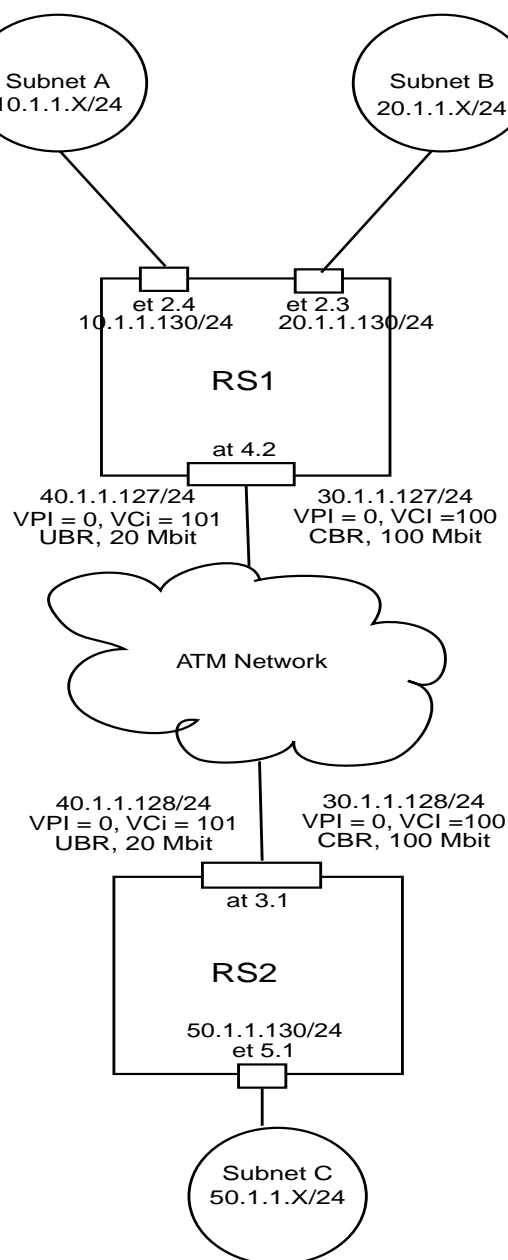 Subnet A
10.1.1.X/24
Subnet B
20.1.1.X/24
et 2.4
10.1.1.130/24
et 2.3
20.1.1.130/24
RS1
at 4.2
40.1.1.127/24
VPI = 0, VCi = 101
UBR, 20 Mbit
30.1.1.127/24
VPI = 0, VCI =100
CBR, 100 Mbit
ATM Network
40.1.1.128/24
VPI = 0, VCi = 101
UBR, 20 Mbit
30.1.1.128/24
VPI = 0, VCI =100
CBR, 100 Mbit
at 3.1
RS2
50.1.1.130/24
et 5.1
Subnet C
50.1.1.X/24